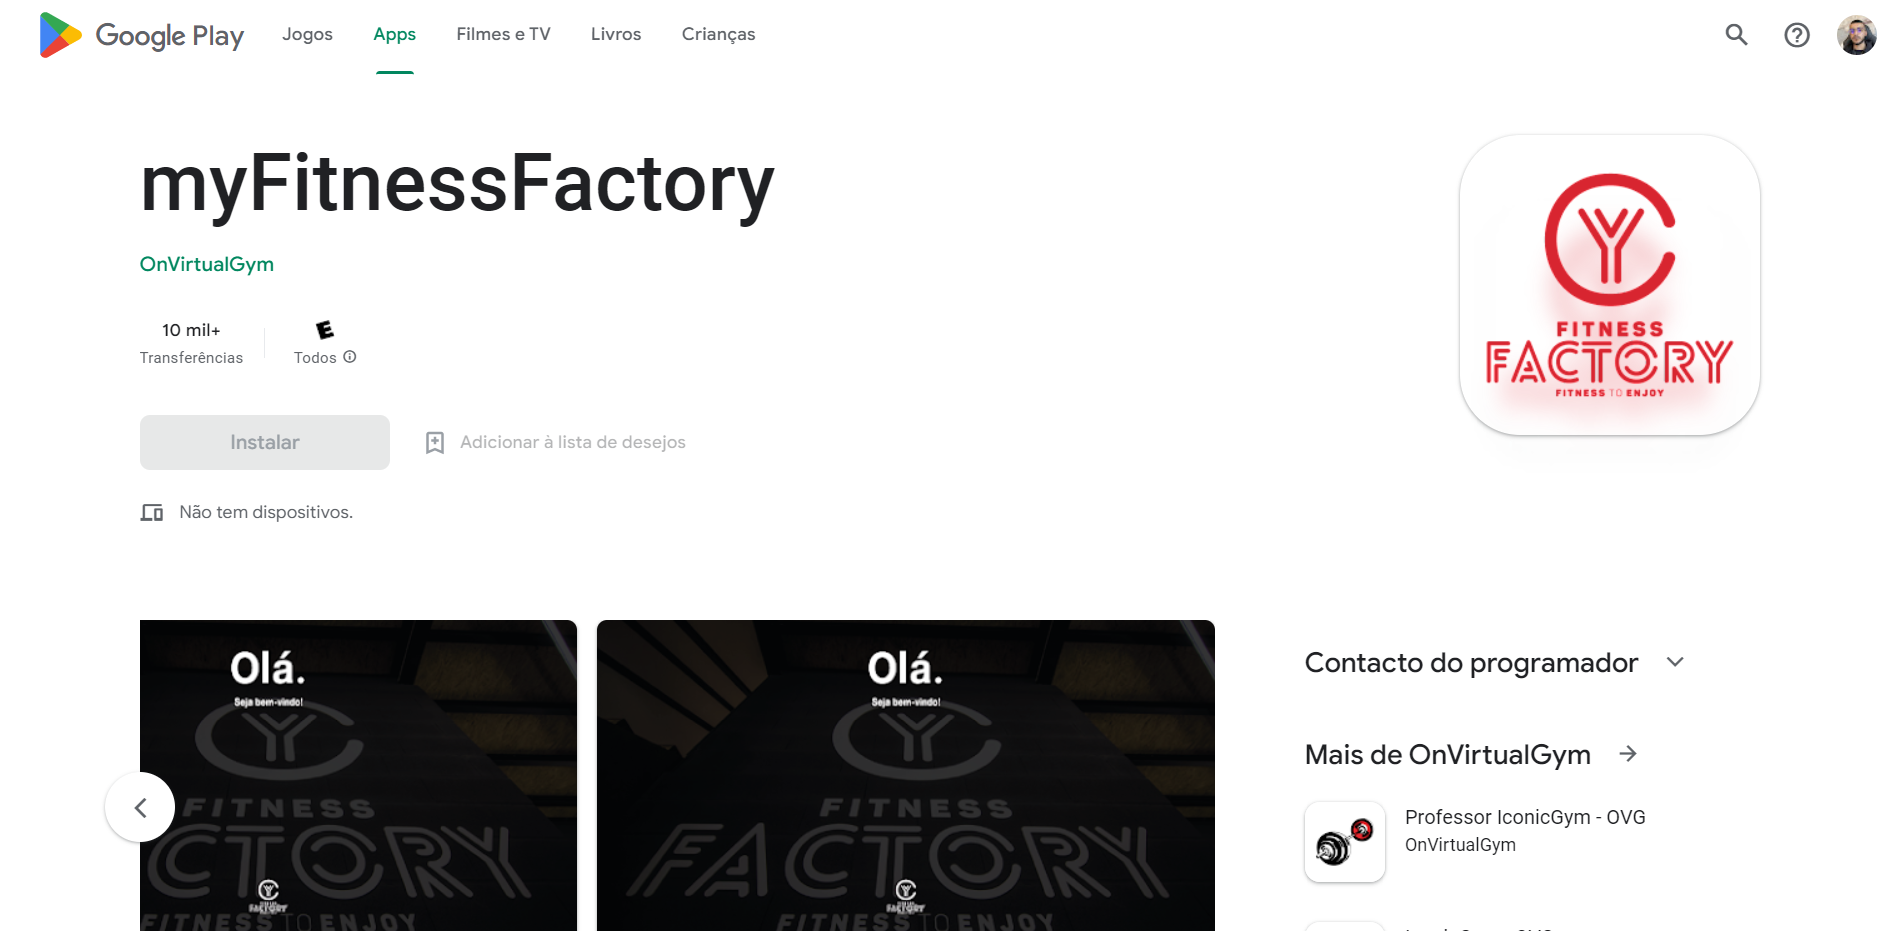 Google Play
Jogos
Apps
Filmes e TV
Livros
Crianças
myFitnessFactory
OnVirtualGym
10 mil+
Transferências
E
Todos
Instalar
Adicionar à lista de desejos
Não tem dispositivos.
FITNESS
FACTORY
FITNESS TO ENJOY
Olá.
Seja bem-vindo!
FITNESS
CTORY
FACTORY
FITNESS TO ENJOY
Olá.
Seja bem-vindo!
FITNESS
FACTORY
FACTORY
FITNESS TO ENJOY
Contacto do programador
Mais de OnVirtualGym
Professor IconicGym - OVG
OnVirtualGym